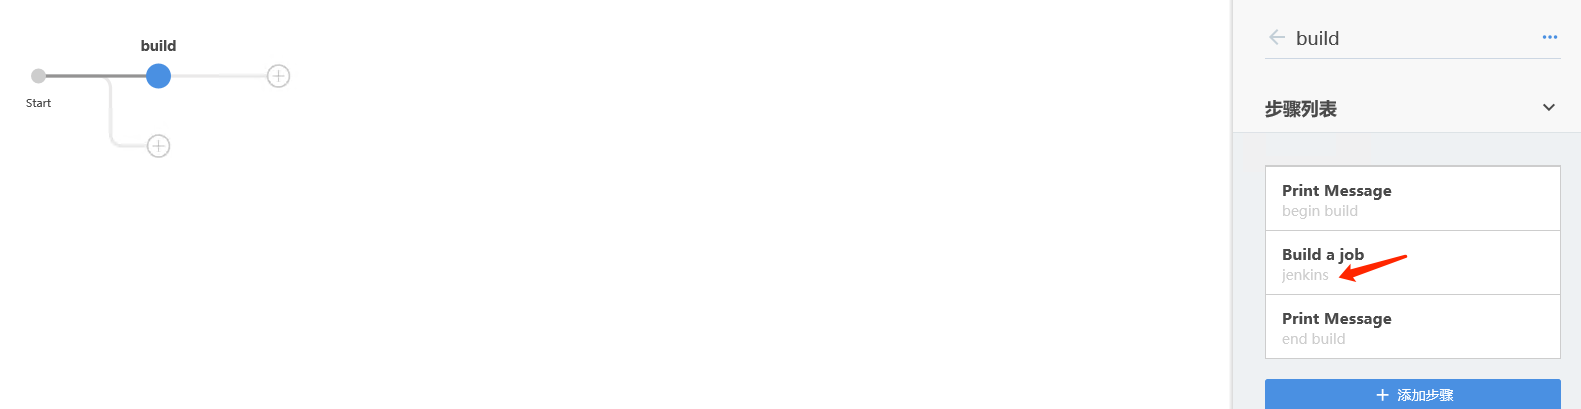 build
Start
build
步骤列表
Print Message
begin build
Build a job
jenkins
Print Message
end build
添加步骤